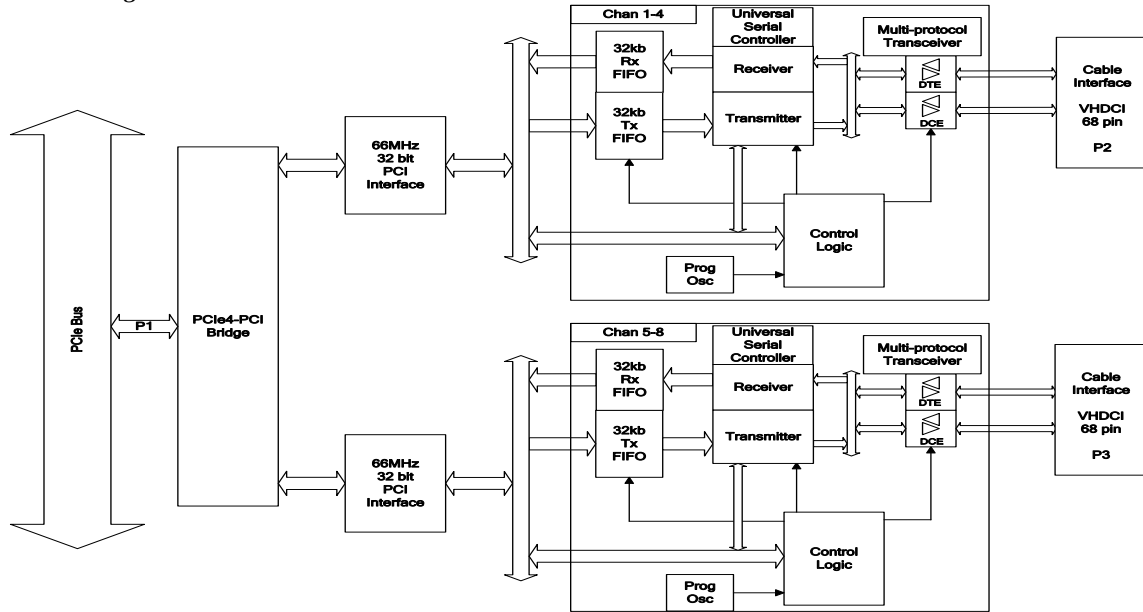 Chan 1-4
Universal
Serial
Controller
Multi-protocol
Transceiver
32kb
Rx
FIFO
Receiver
DTE
32kb
Tx
FIFO
Transmitter
DCE
Cable
Interface
VHDCI
68 pin
P2
66MHz
32 bit
PCI
Interface
Control
Logic
Prog
Osc
PCIe Bus
P1
PCIe4-PCI
Bridge
Chan 5-8
Universal
Serial
Controller
Multi-protocol
Transceiver
32kb
Rx
FIFO
Receiver
DTE
32kb
Tx
FIFO
Transmitter
DCE
Cable
Interface
VHDCI
68 pin
P3
66MHz
32 bit
PCI
Interface
Control
Logic
Prog
Osc